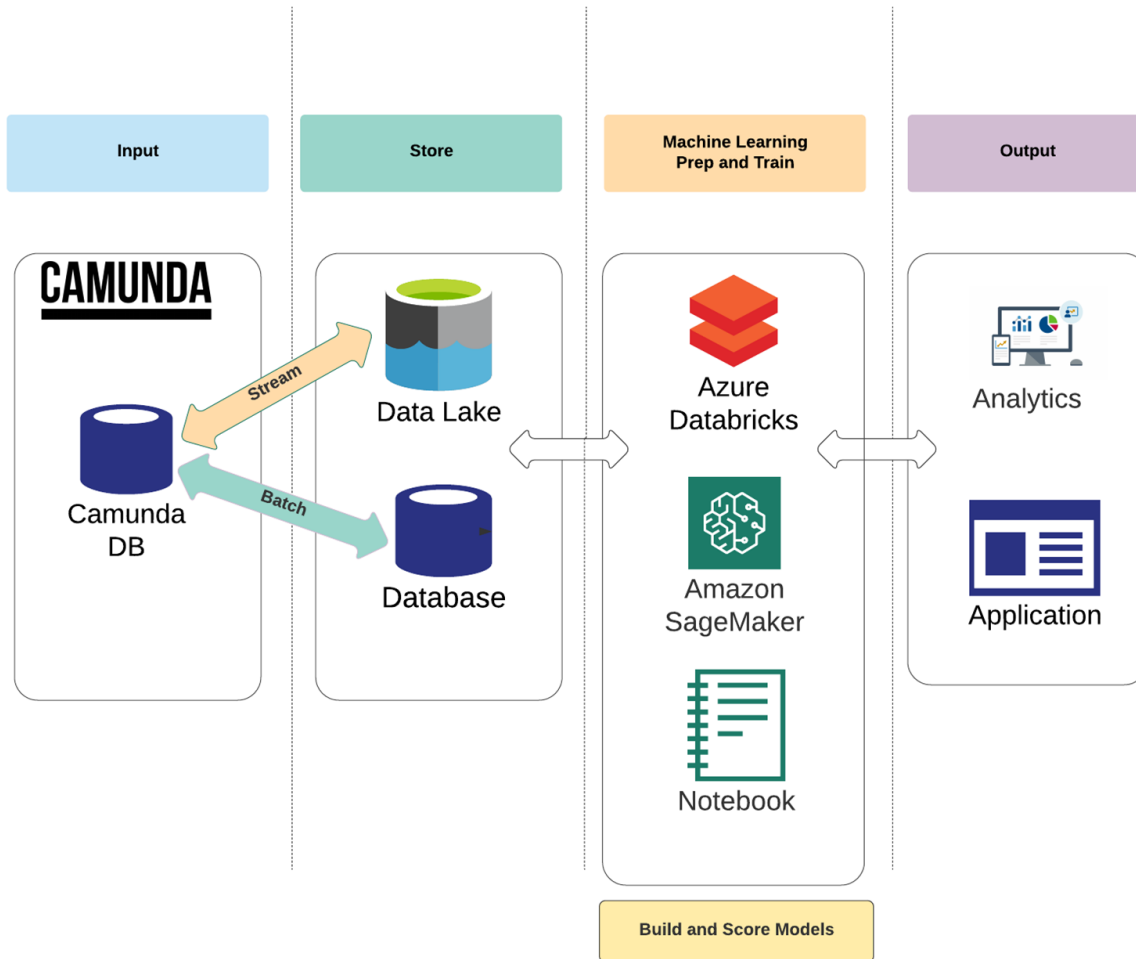 Input
Store
Machine Learning
Prep and Train
Output
CAMUNDA
Stream
Data Lake
Camunda
DB
Batch
Database
Azure
Databricks
Amazon
SageMaker
Notebook
Analytics
Application
Build and Score Models